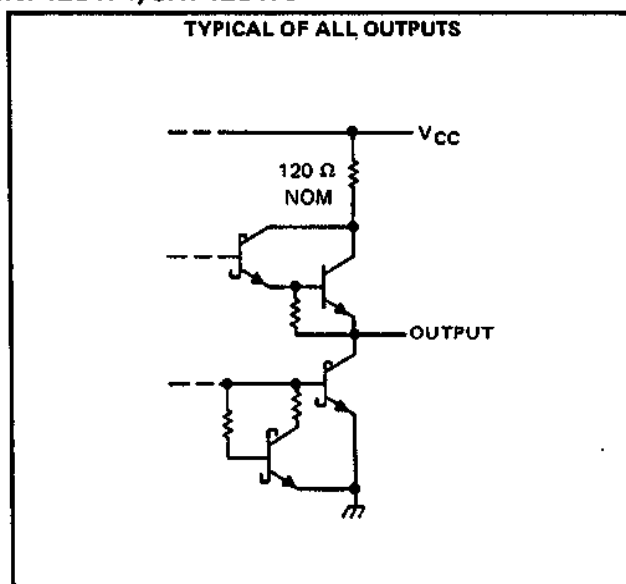 TYPICAL OF ALL OUTPUTS
VCC
120 Ω
NOM
OUTPUT